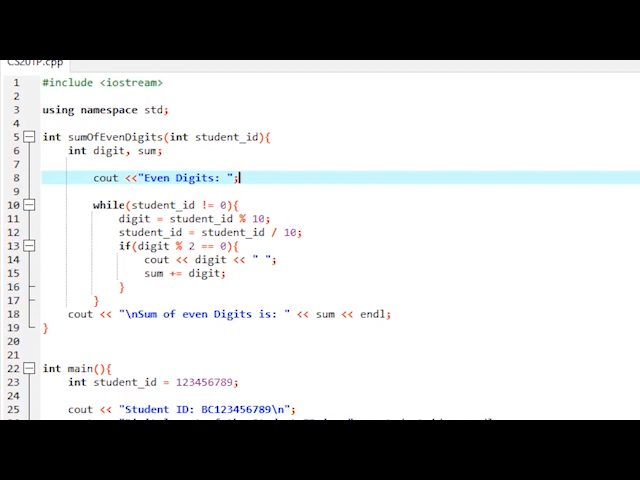 CS201P.cpp
1 #include <iostream>
2
3 using namespace std;
4
5 int sumOfEvenDigits(int student_id){
6 int digit, sum;
7
8 cout <<"Even Digits: ";
9
10 while(student_id != 0){
11 digit = student_id % 10;
12 student_id = student_id / 10;
13 if(digit % 2 == 0){
14 cout << digit << " ";
15 sum += digit;
16 }
17 }
18 cout << "\nSum of even Digits is: " << sum << endl;
19 }
20
21
22 int main(){
23 int student_id = 123456789;
24
25 cout << "Student ID: BC123456789\n";